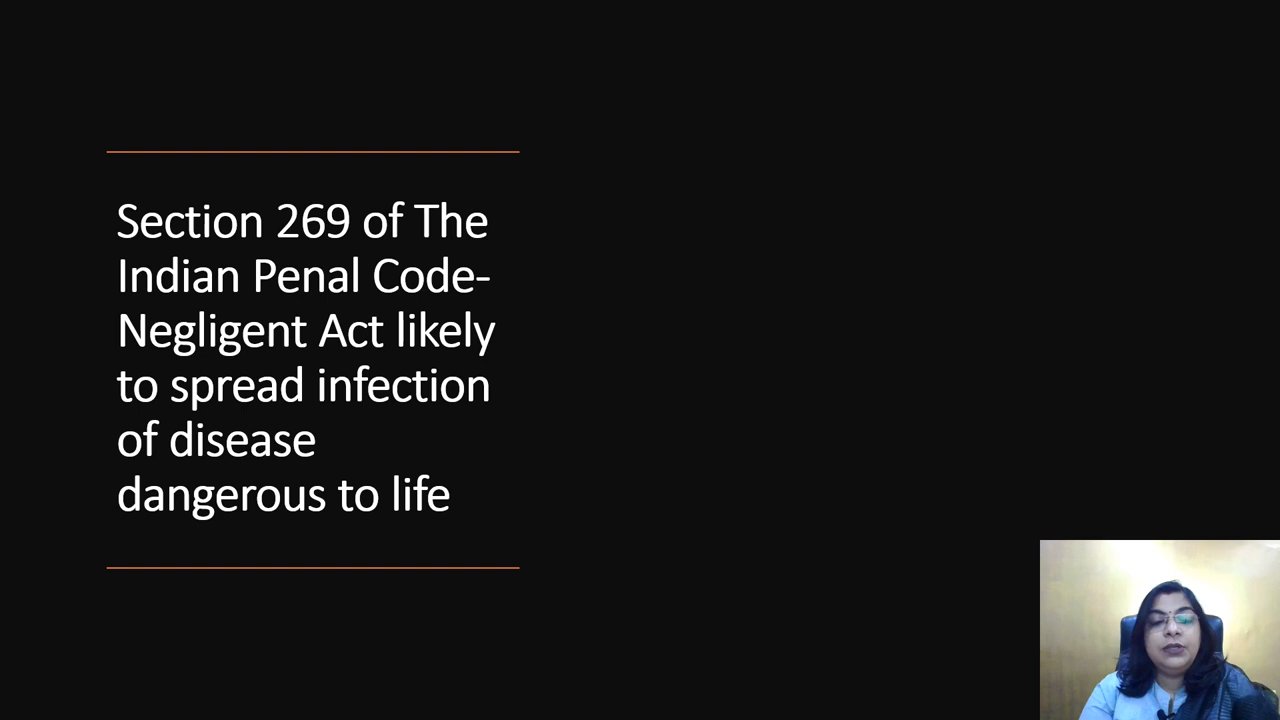 Section 269 of The
Indian Penal Code-
Negligent Act likely
to spread infection
of disease
dangerous to life